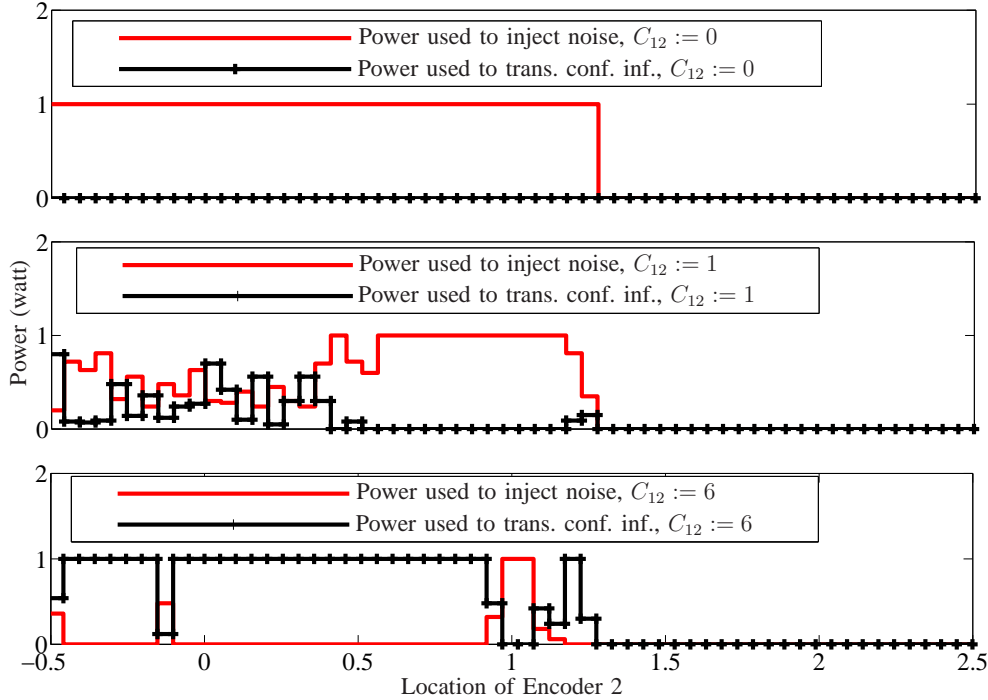 2
Power used to inject noise, C12 := 0
Power used to trans. conf. inf., C12 := 0
1
0
2
Power used to inject noise, C12 := 1
Power used to trans. conf. inf., C12 := 1
1
0
Power (watt)
2
Power used to inject noise, C12 := 6
Power used to trans. conf. inf., C12 := 6
1
0
−0.5 0 0.5 1 1.5 2 2.5
Location of Encoder 2